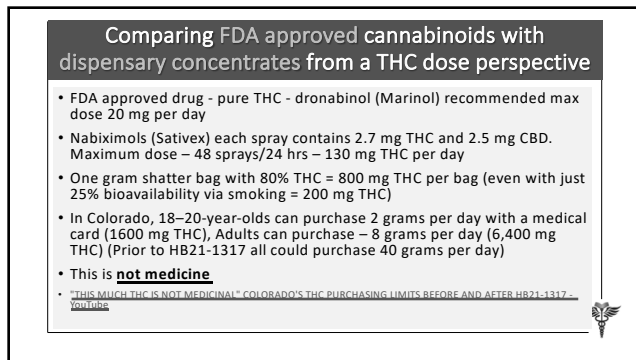 Comparing FDA approved cannabinoids with
dispensary concentrates from a THC dose perspective
• FDA approved drug - pure THC - dronabinol (Marinol) recommended max
dose 20 mg per day
• Nabiximols (Sativex) each spray contains 2.7 mg THC and 2.5 mg CBD.
Maximum dose – 48 sprays/24 hrs – 130 mg THC per day
• One gram shatter bag with 80% THC = 800 mg THC per bag (even with just
25% bioavailability via smoking = 200 mg THC)
• In Colorado, 18–20-year-olds can purchase 2 grams per day with a medical
card (1600 mg THC), Adults can purchase – 8 grams per day (6,400 mg
THC) (Prior to HB21-1317 all could purchase 40 grams per day)
• This is not medicine
• "THIS MUCH THC IS NOT MEDICINAL" COLORADO'S THC PURCHASING LIMITS BEFORE AND AFTER HB21-1317 -
YouTube